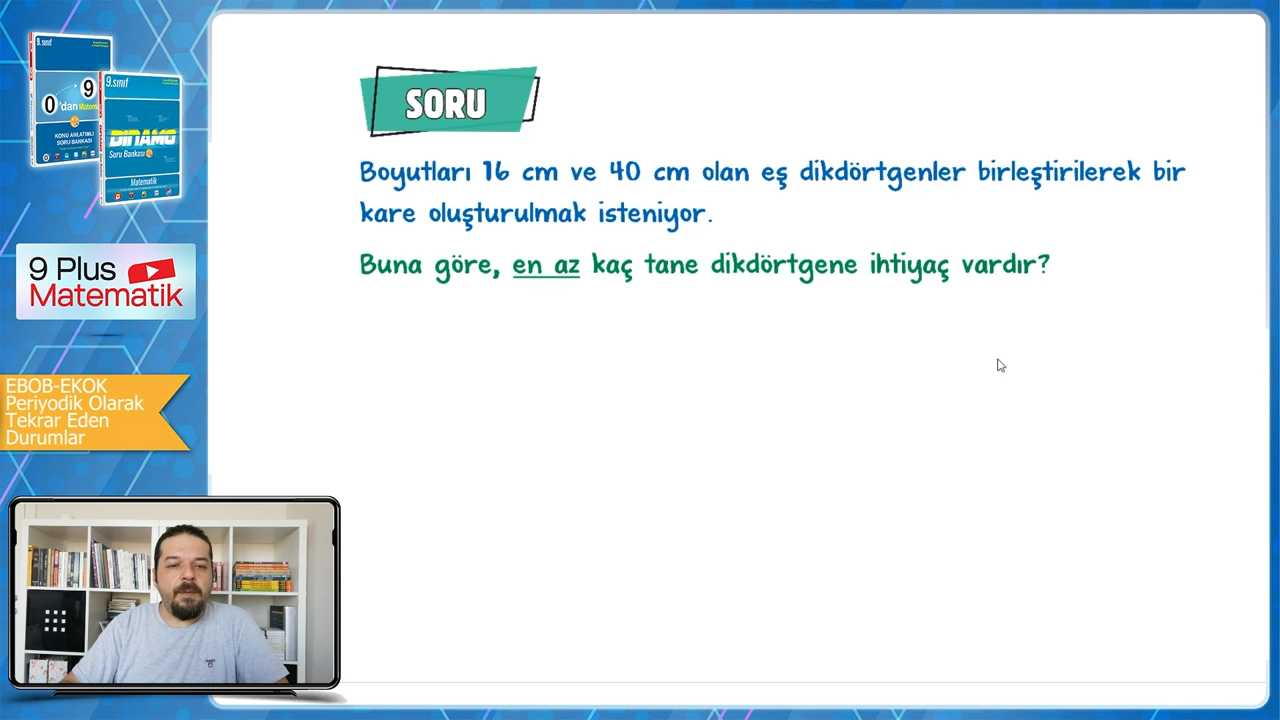 9.sınıf
0'dan 9 Matem
KONU ANLATIMLI
SORU BANKASI
9.sınıf
DINAMO
Soru Bankası
Matematik
9 Plus
Matematik
EBOB-EKOK
Periyodik Olarak
Tekrar Eden
Durumlar
SORU
Boyutları 16 cm ve 40 cm olan eş dikdörtgenler birleştirilerek bir
kare oluşturulmak isteniyor.
Buna göre, en az kaç tane dikdörtgene ihtiyaç vardır?